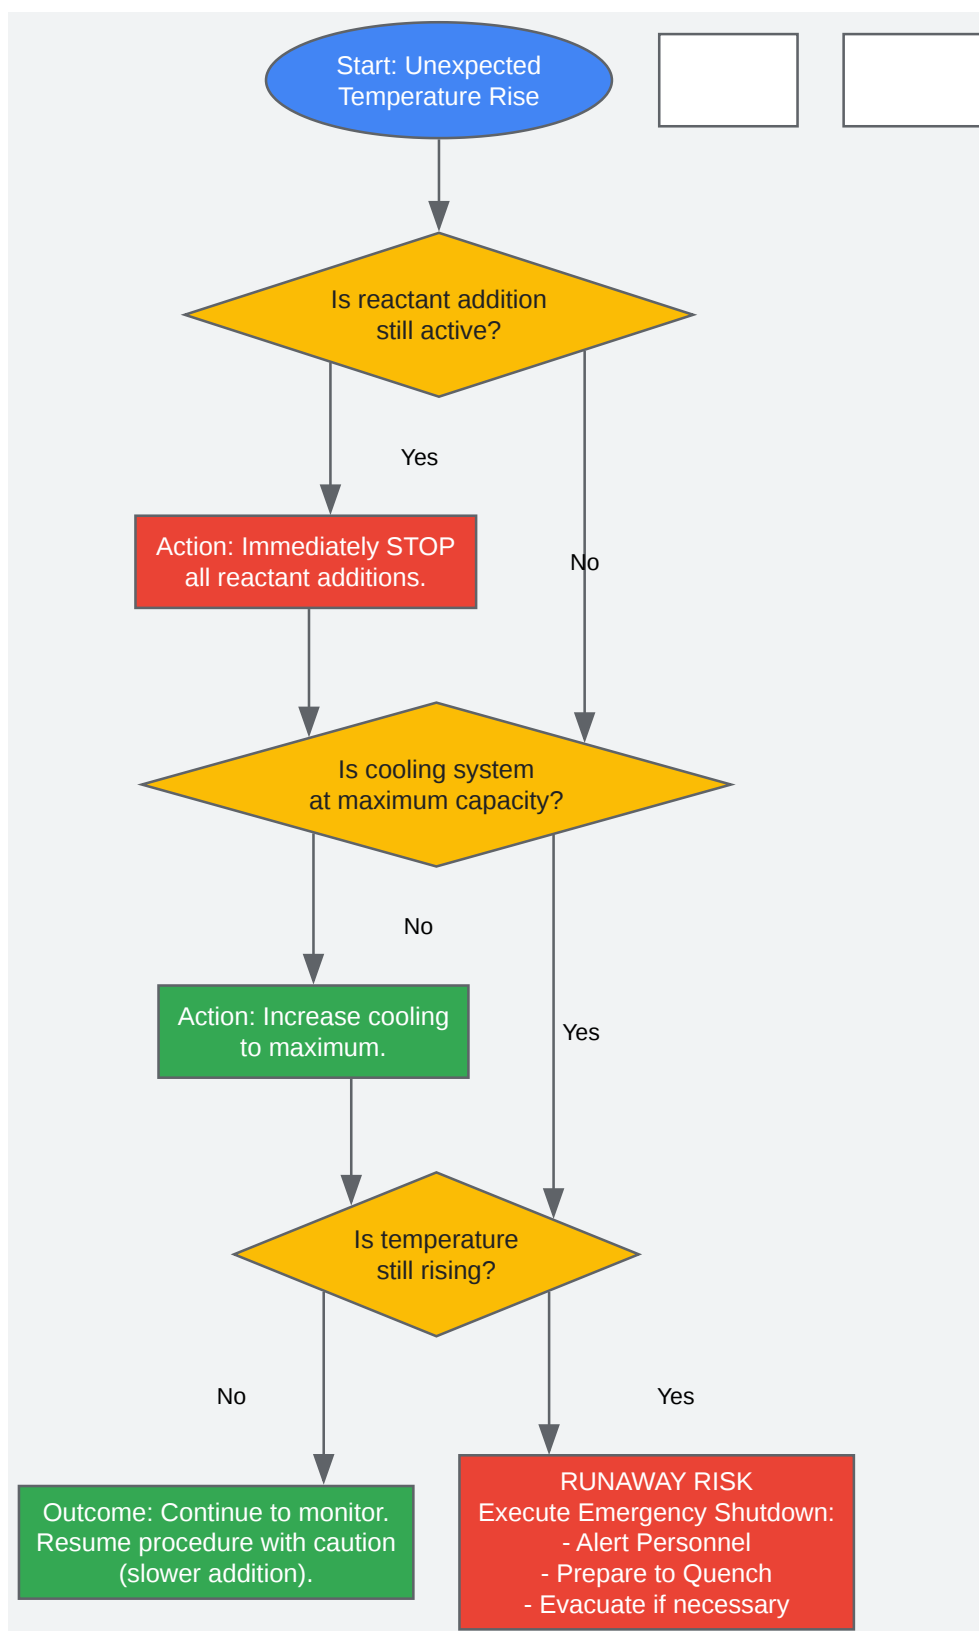 Start: Unexpected
Temperature Rise
Is reactant addition
still active?
Yes
No
Action: Immediately STOP
all reactant additions.
Is cooling system
at maximum capacity?
No
Yes
Action: Increase cooling
to maximum.
Is temperature
still rising?
No
Yes
Outcome: Continue to monitor.
Resume procedure with caution
(slower addition).
RUNAWAY RISK
Execute Emergency Shutdown:
- Alert Personnel
- Prepare to Quench
- Evacuate if necessary